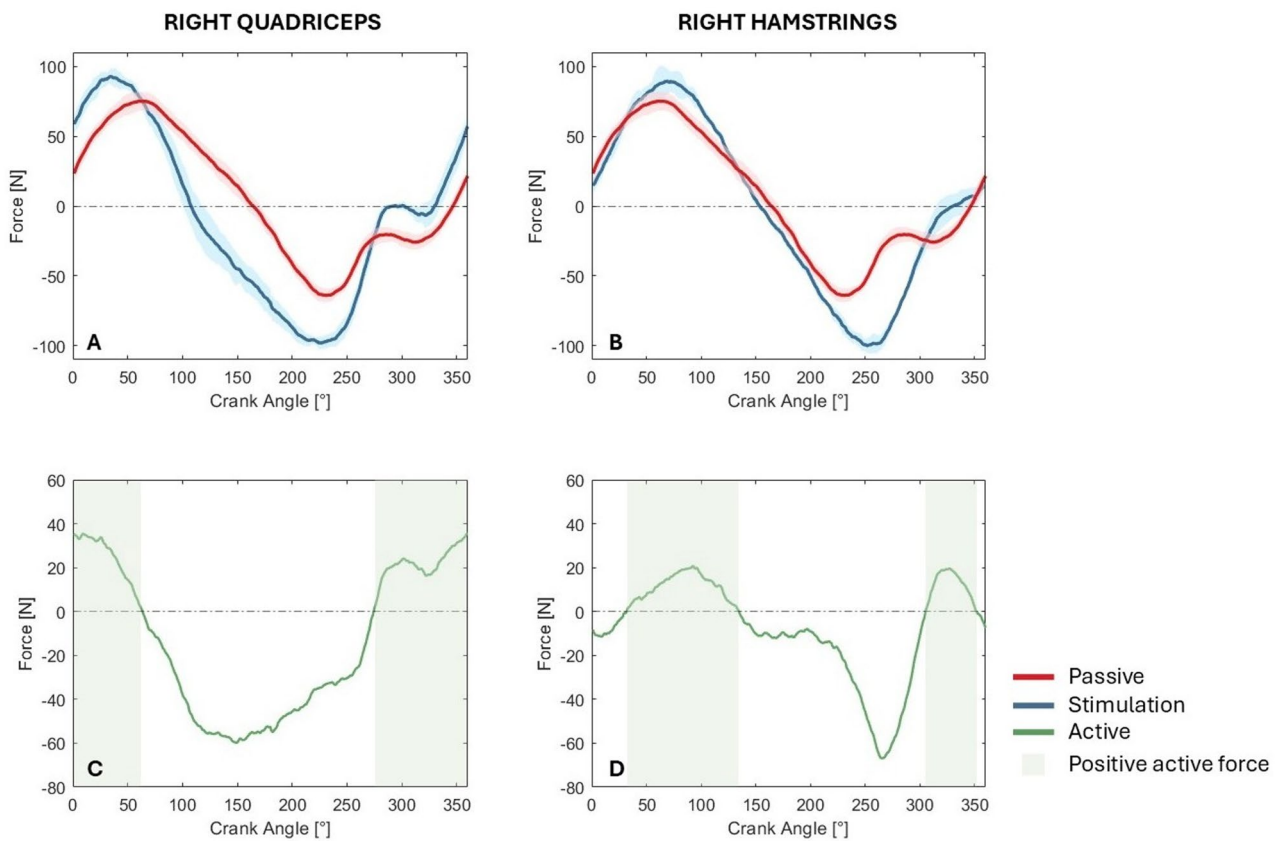 RIGHT QUADRICEPS
RIGHT HAMSTRINGS
100
50
0
-50
-100
Force [N]
A
0 50 100 150 200 250 300 350
Crank Angle [°]
100
50
0
-50
-100
Force [N]
B
0 50 100 150 200 250 300 350
Crank Angle [°]
60
40
20
0
-20
-40
-60
-80
Force [N]
C
0 50 100 150 200 250 300 350
Crank Angle [°]
60
40
20
0
-20
-40
-60
-80
Force [N]
D
0 50 100 150 200 250 300 350
Crank Angle [°]
Passive
Stimulation
Active
Positive active force